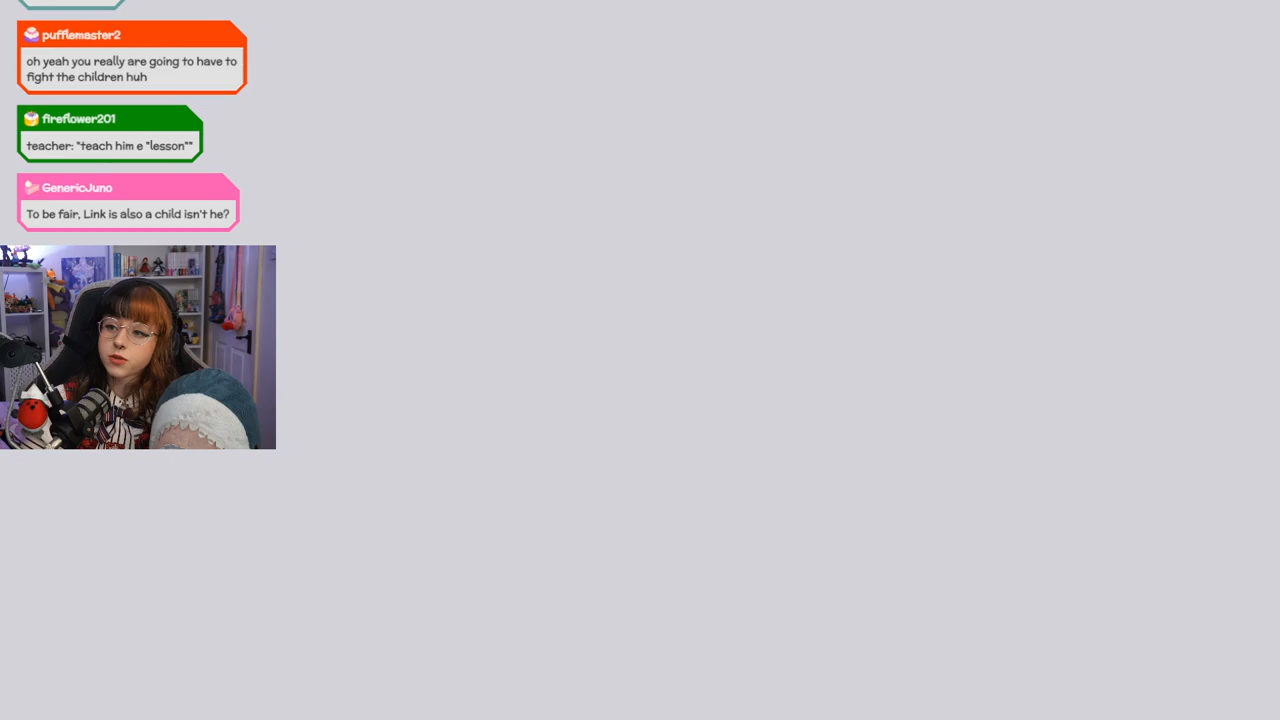 pufflemaster2
oh yeah you really are going to have to
fight the children huh
fireflower201
teacher: "teach him e "lesson""
GenericJuno
To be fair, Link is also a child isn't he?